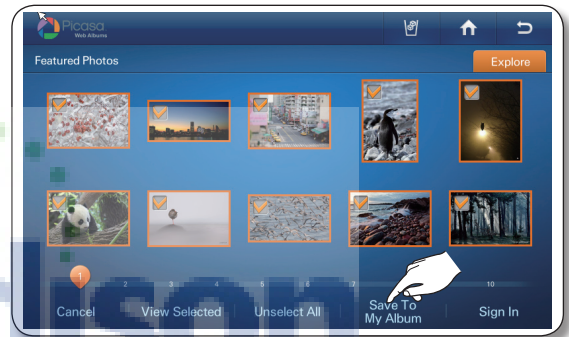 Picasa
Web Albums
Featured Photos
Explore
1 2 3 4 5 6 7 10
Cancel
View Selected
Unselect All
Save To
My Album
Sign In